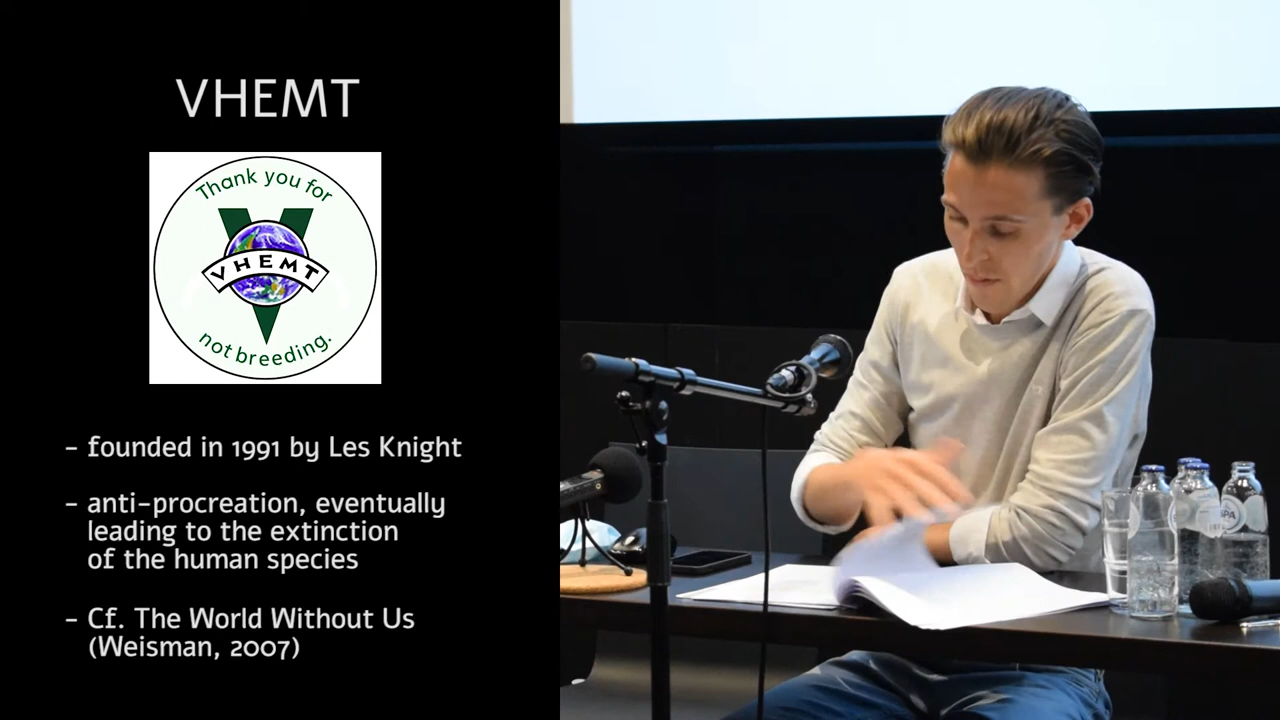 VHEMT
Thank you for
VHEMT
not breeding.
- founded in 1991 by Les Knight
- anti-procreation, eventually
leading to the extinction
of the human species
- Cf. The World Without Us
(Weisman, 2007)
SPA